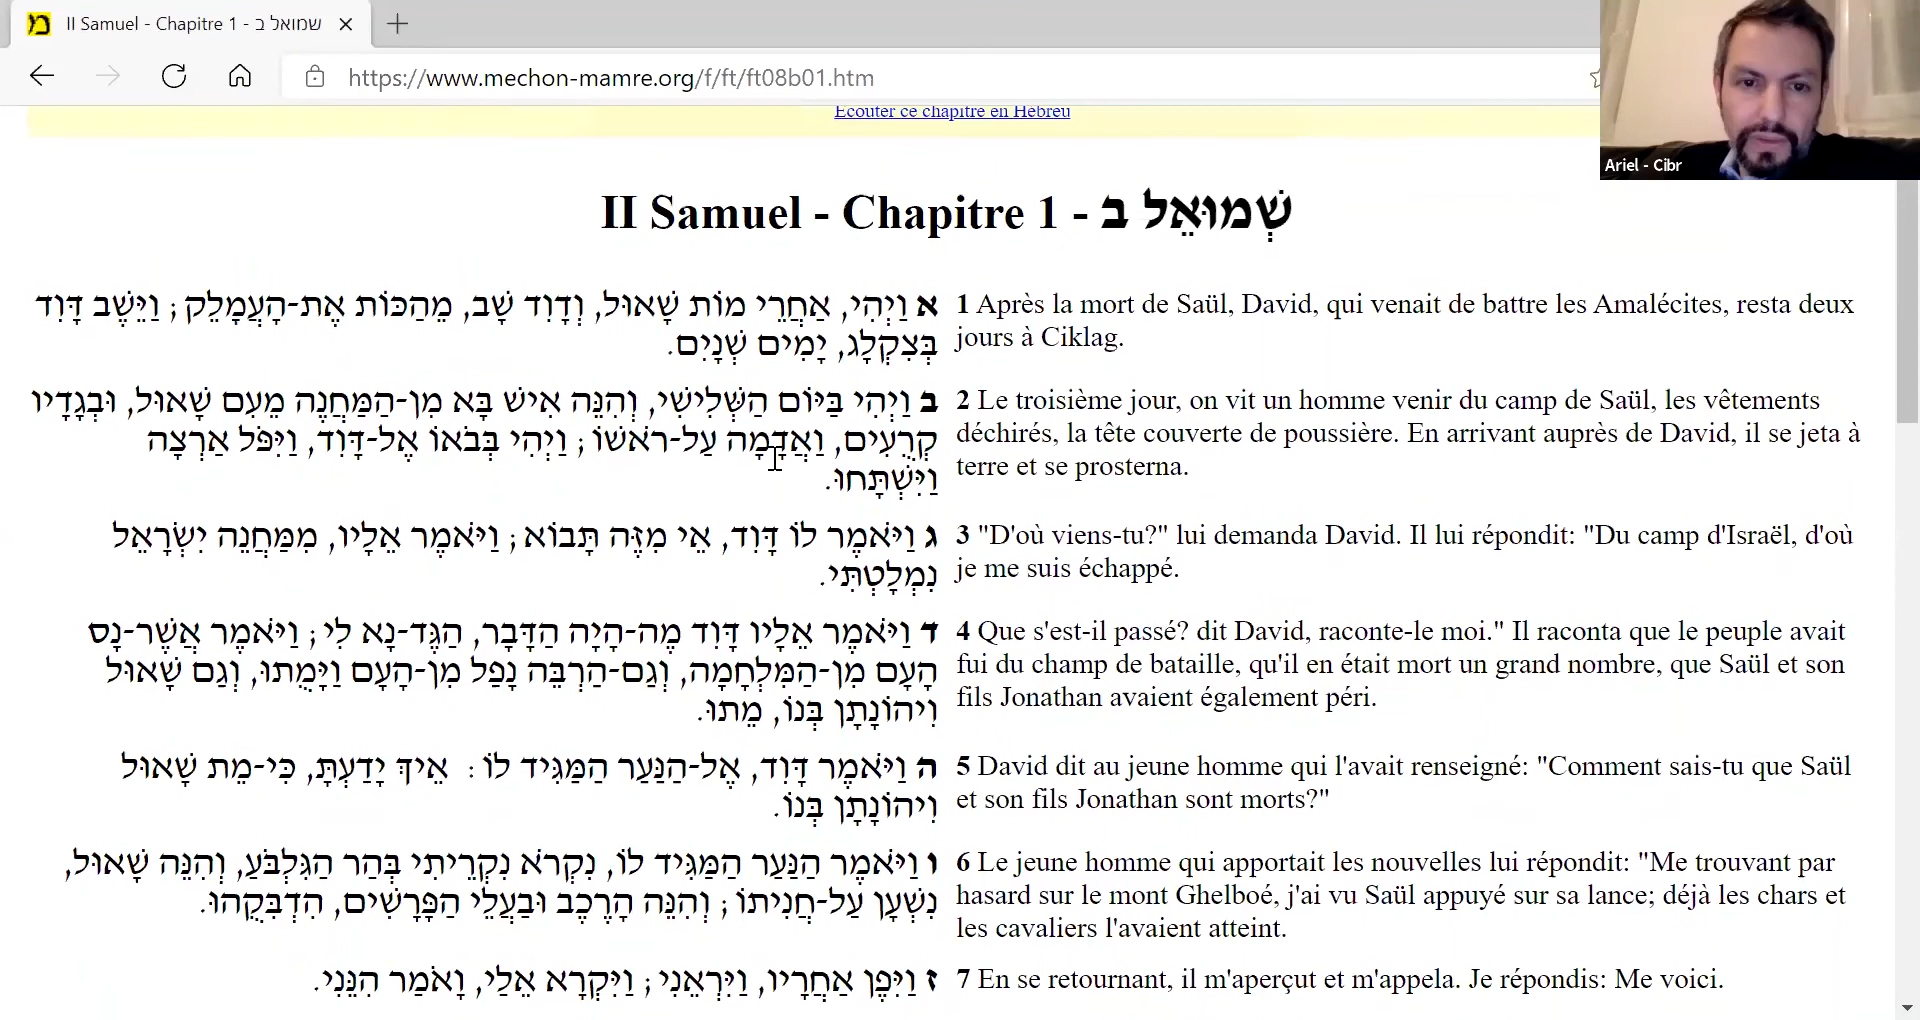 II Samuel - Chapitre 1 - שמואל ב
https://www.mechon-mamre.org/f/ft/ft08b01.htm
Ecouter ce chapitre en Hebreu
Ariel - Cibr
II Samuel - Chapitre 1 - שְׁמוּאֵל ב
א וַיְהִי, אַחֲרֵי מוֹת שָׁאוּל, וְדָוִד שָׁב, מֵהַכּוֹת אֶת-הָעֲמָלֵק; וַיֵּשֶׁב דָּוִד
בְּצִקְלָג, יָמִים שְׁנָיִם.
1 Après la mort de Saül, David, qui venait de battre les Amalécites, resta deux
jours à Ciklag.
ב וַיְהִי בַּיּוֹם הַשְּׁלִישִׁי, וְהִנֵּה אִישׁ בָּא מִן-הַמַּחֲנֶה מֵעִם שָׁאוּל, וּבְגָדָיו
קְרֻעִים, וַאֲדָמָה עַל-רֹאשׁוֹ; וַיְהִי בְּבֹאוֹ אֶל-דָּוִד, וַיִּפֹּל אַרְצָה
וַיִּשְׁתָּחוּ.
2 Le troisième jour, on vit un homme venir du camp de Saül, les vêtements
déchirés, la tête couverte de poussière. En arrivant auprès de David, il se jeta à
terre et se prosterna.
ג וַיֹּאמֶר לוֹ דָּוִד, אֵי מִזֶּה תָּבוֹא; וַיֹּאמֶר אֵלָיו, מִמַּחֲנֵה יִשְׂרָאֵל
נִמְלָטְתִּי.
3 "D'où viens-tu?" lui demanda David. Il lui répondit: "Du camp d'Israël, d'où
je me suis échappé.
ד וַיֹּאמֶר אֵלָיו דָּוִד מֶה-הָיָה הַדָּבָר, הַגֶּד-נָא לִי; וַיֹּאמֶר אֲשֶׁר-נָס
הָעָם מִן-הַמִּלְחָמָה, וְגַם-הַרְבֵּה נָפַל מִן-הָעָם וַיָּמֻתוּ, וְגַם שָׁאוּל
וִיהוֹנָתָן בְּנוֹ, מֵתוּ.
4 Que s'est-il passé? dit David, raconte-le moi." Il raconta que le peuple avait
fui du champ de bataille, qu'il en était mort un grand nombre, que Saül et son
fils Jonathan avaient également péri.
ה וַיֹּאמֶר דָּוִד, אֶל-הַנַּעַר הַמַּגִּיד לוֹ: אֵיךְ יָדַעְתָּ, כִּי-מֵת שָׁאוּל
וִיהוֹנָתָן בְּנוֹ.
5 David dit au jeune homme qui l'avait renseigné: "Comment sais-tu que Saül
et son fils Jonathan sont morts?"
ו וַיֹּאמֶר הַנַּעַר הַמַּגִּיד לוֹ, נִקְרֹא נִקְרֵיתִי בְּהַר הַגִּלְבֹּעַ, וְהִנֵּה שָׁאוּל,
נִשְׁעָן עַל-חֲנִיתוֹ; וְהִנֵּה הָרֶכֶב וּבַעֲלֵי הַפָּרָשִׁים, הִדְבִּקֻהוּ.
6 Le jeune homme qui apportait les nouvelles lui répondit: "Me trouvant par
hasard sur le mont Ghelboé, j'ai vu Saül appuyé sur sa lance; déjà les chars et
les cavaliers l'avaient atteint.
ז וַיִּפֶן אַחֲרָיו, וַיִּרְאֵנִי; וַיִּקְרָא אֵלַי, וָאֹמַר הִנֵּנִי.
7 En se retournant, il m'aperçut et m'appela. Je répondis: Me voici.